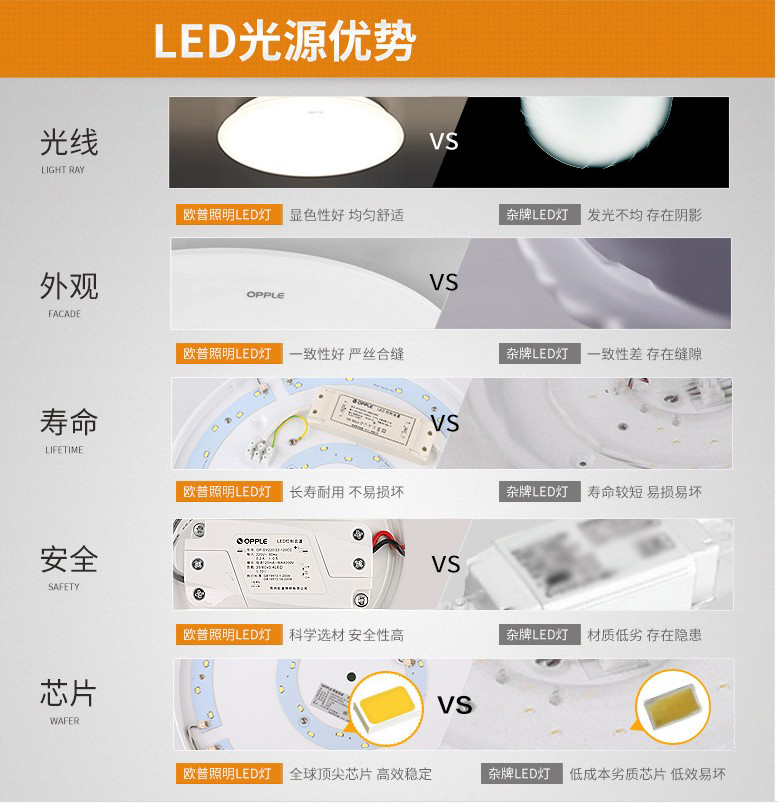 LED光源优势
光线
LIGHT RAY
VS
欧普照明LED灯 显色性好 均匀舒适
杂牌LED灯 发光不均 存在阴影
外观
FACADE
OPPLE
VS
欧普照明LED灯 一致性好 严丝合缝
杂牌LED灯 一致性差 存在缝隙
寿命
LIFETIME
OPPLE
VS
欧普照明LED灯 长寿耐用 不易损坏
杂牌LED灯 寿命较短 易损易坏
安全
SAFETY
OPPLE
VS
欧普照明LED灯 科学选材 安全性高
杂牌LED灯 材质低劣 存在隐患
芯片
WAFER
VS
欧普照明LED灯 全球顶尖芯片 高效稳定
杂牌LED灯 低成本劣质芯片 低效易坏